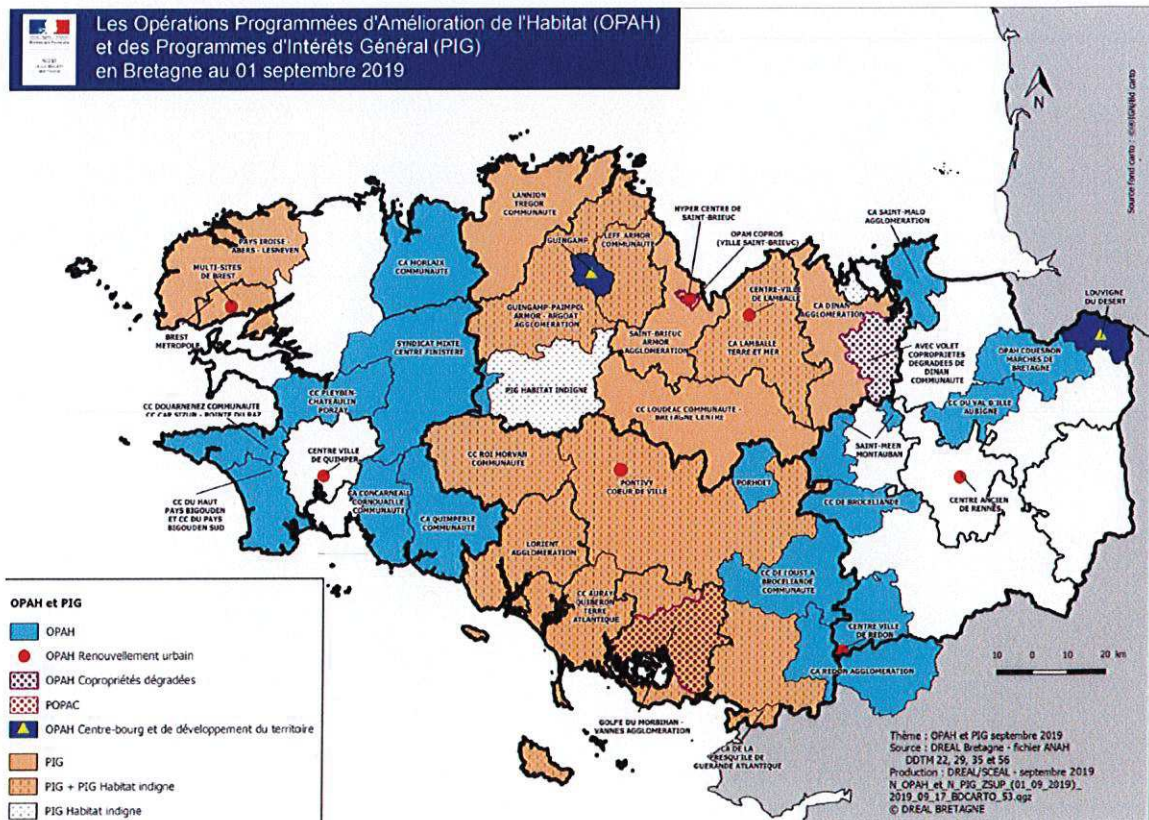 Les Opérations Programmées d'Amélioration de l'Habitat (OPAH)
et des Programmes d'Intérêts Général (PIG)
en Bretagne au 01 septembre 2019
N
Source fond carto :
LANNION
TREGOR
COMMUNAUTE
HYPER CENTRE DE
SAINT-BRIEUC
CA SAINT-MALO
AGGLOMERATION
PAYS IROISE -
ABERS - LESNEVEN
GUINGAMP
LEFF ARMOR
COMMUNAUTE
OPAH COPROS
(VILLE SAINT-BRIEUC)
CA MORLAIX
COMMUNAUTE
MULTI-SITES
DE BREST
CENTRE-VILLE
DE LAMBALLE
LOUVIGNE
DU DESERT
GUINGAMP-PAIMPOL
ARMOR - ARGOAT
AGGLOMERATION
CA DINAN
AGGLOMERATION
BREST
METROPOLE
SYNDICAT MIXTE
CENTRE FINISTERE
SAINT-BRIEUC
ARMOR
AGGLOMERATION
CA LAMBALLE
TERRE ET MER
AVEC VOLET
COPROPRIETES
DEGRADEES DE
DINAN
COMMUNAUTE
OPAH COUESNON
MARCHES DE
BRETAGNE
PIG HABITAT INDIGNE
CC PLEYBEN-
CHATEAULIN
PORZAY
CC DOUARNENEZ COMMUNAUTE
CC CAP SIZUN - POINTE DU RAZ
CC LOUDEAC COMMUNAUTE -
BRETAGNE CENTRE
CC DU VAL D'ILLE
AUBIGNE
SAINT-MEEN
MONTAUBAN
CENTRE VILLE
DE QUIMPER
CC ROI MORVAN
COMMUNAUTE
PONTIVY
COEUR DE VILLE
PORHOET
CC DU HAUT
PAYS BIGOUDEN
ET CC DU PAYS
BIGOUDEN SUD
CA CONCARNEAU
CORNOUAILLE
COMMUNAUTE
CA QUIMPERLE
COMMUNAUTE
CC DE BROCELIANDE
CENTRE ANCIEN
DE RENNES
LORIENT
AGGLOMERATION
CC DE L'OUST A
BROCELIANDE
COMMUNAUTE
CC AURAY
QUIBERON
TERRE
ATLANTIQUE
CENTRE VILLE
DE REDON
CA REDON AGGLOMERATION
GOLFE DU MORBIHAN -
VANNES AGGLOMERATION
CA DE LA
PRESQU'ILE DE
GUERANDE ATLANTIQUE
10 0 10 20 km
OPAH et PIG
OPAH
OPAH Renouvellement urbain
OPAH Copropriétés dégradées
POPAC
OPAH Centre-bourg et de développement du territoire
PIG
PIG + PIG Habitat indigne
PIG Habitat indigne
Thème : OPAH et PIG septembre 2019
Source : DREAL Bretagne - fichier ANAH
DDTM 22, 29, 35 et 56
Production : DREAL/SCEAL - septembre 2019
N_OPAH_et_N_PIG_ZSUP_(01_09_2019)_
2019_09_17_BDCARTO_53.qgz
© DREAL BRETAGNE